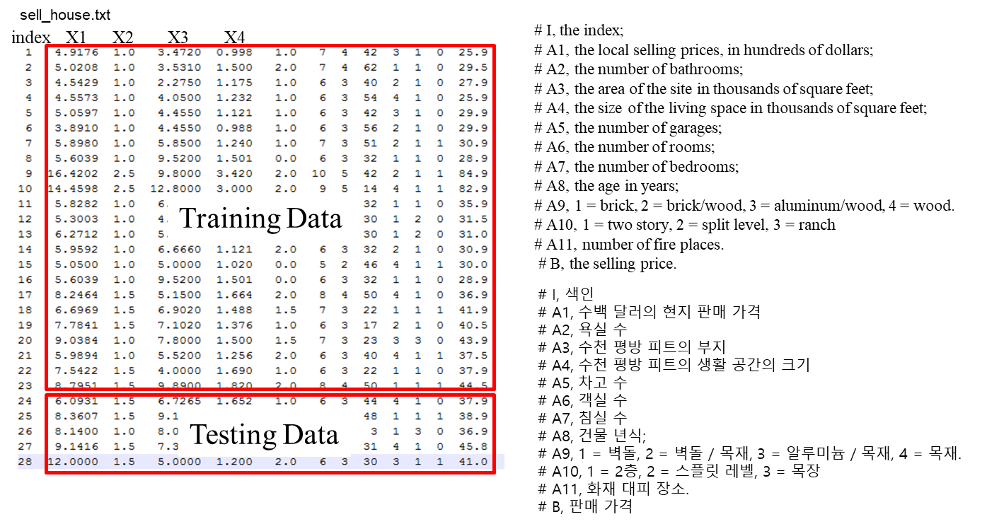 sell_house.txt
index X1 X2 X3 X4
1 4.9176 1.0 3.4720 0.998 1.0 7 4 42 3 1 0 25.9
2 5.0208 1.0 3.5310 1.500 2.0 7 4 62 1 1 0 29.5
3 4.5429 1.0 2.2750 1.175 1.0 6 3 40 2 1 0 27.9
4 4.5573 1.0 4.0500 1.232 1.0 6 3 54 4 1 0 25.9
5 5.0597 1.0 4.4550 1.121 1.0 6 3 42 3 1 0 29.9
6 3.8910 1.0 4.4550 0.988 1.0 6 3 56 2 1 0 29.9
7 5.8980 1.0 5.8500 1.240 1.0 7 3 51 2 1 1 30.9
8 5.6039 1.0 9.5200 1.501 0.0 6 3 32 1 1 0 28.9
9 16.4202 2.5 9.8000 3.420 2.0 10 5 42 2 1 1 84.9
10 14.4598 2.5 12.8000 3.000 2.0 9 5 14 4 1 1 82.9
11 5.8282 1.0 6. 32 1 1 0 35.9
12 5.3003 1.0 4. 30 1 2 0 31.5
Training Data
13 6.2712 1.0 5. 30 1 2 0 31.0
14 5.9592 1.0 6.6660 1.121 2.0 6 3 32 2 1 0 30.9
15 5.0500 1.0 5.0000 1.020 0.0 5 2 46 4 1 1 30.0
16 5.6039 1.0 9.5200 1.501 0.0 6 3 32 1 1 0 28.9
17 8.2464 1.5 5.1500 1.664 2.0 8 4 50 4 1 0 36.9
18 6.6969 1.5 6.9020 1.488 1.5 7 3 22 1 1 1 41.9
19 7.7841 1.5 7.1020 1.376 1.0 6 3 17 2 1 0 40.5
20 9.0384 1.0 7.8000 1.500 1.5 7 3 23 3 3 0 43.9
21 5.9894 1.0 5.5200 1.256 2.0 6 3 40 4 1 1 37.5
22 7.5422 1.5 4.0000 1.690 1.0 6 3 22 1 1 0 37.9
23 8.7951 1.5 9.8900 1.820 2.0 8 4 50 1 1 1 44.5
24 6.0931 1.5 6.7265 1.652 1.0 6 3 44 4 1 0 37.9
25 8.3607 1.5 9.1 48 1 1 1 38.9
26 8.1400 1.0 8.0 3 1 3 0 36.9
Testing Data
27 9.1416 1.5 7.3 31 4 1 0 45.8
28 12.0000 1.5 5.0000 1.200 2.0 6 3 30 3 1 1 41.0
# I, the index;
# A1, the local selling prices, in hundreds of dollars;
# A2, the number of bathrooms;
# A3, the area of the site in thousands of square feet;
# A4, the size of the living space in thousands of square feet;
# A5, the number of garages;
# A6, the number of rooms;
# A7, the number of bedrooms;
# A8, the age in years;
# A9, 1 = brick, 2 = brick/wood, 3 = aluminum/wood, 4 = wood.
# A10, 1 = two story, 2 = split level, 3 = ranch
# A11, number of fire places.
# B, the selling price.
# I, 색인
# A1, 수백 달러의 현지 판매 가격
# A2, 욕실 수
# A3, 수천 평방 피트의 부지
# A4, 수천 평방 피트의 생활 공간의 크기
# A5, 차고 수
# A6, 객실 수
# A7, 침실 수
# A8, 건물 년식;
# A9, 1 = 벽돌, 2 = 벽돌 / 목재, 3 = 알루미늄 / 목재, 4 = 목재.
# A10, 1 = 2층, 2 = 스플릿 레벨, 3 = 목장
# A11, 화재 대피 장소.
# B, 판매 가격